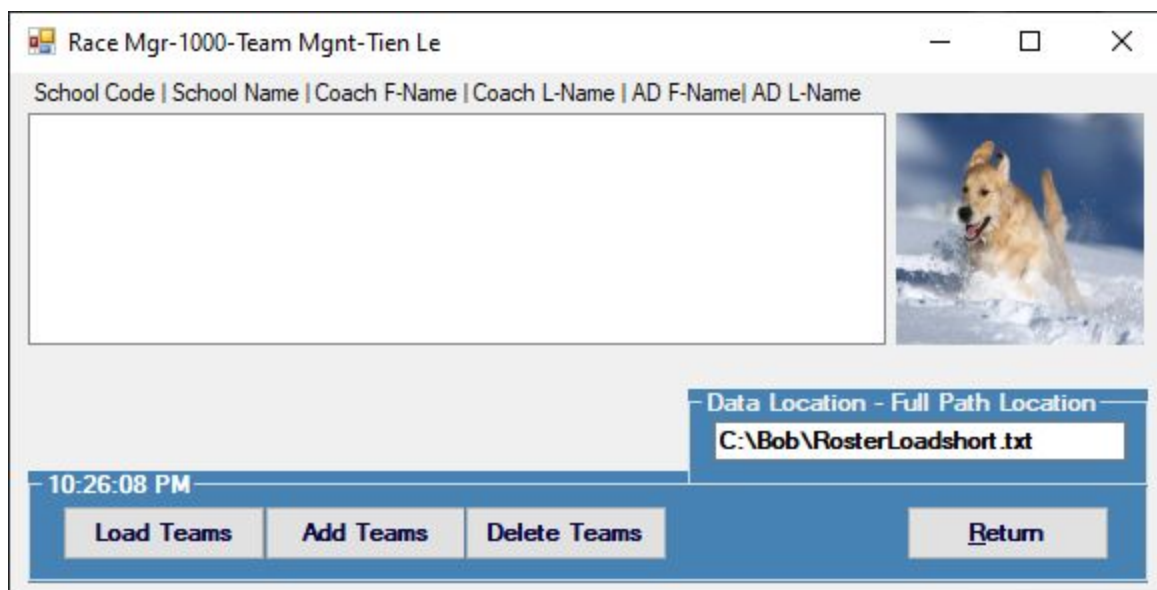 Race Mgr-1000-Team Mgnt-Tien Le
School Code | School Name | Coach F-Name | Coach L-Name | AD F-Name| AD L-Name
Data Location - Full Path Location
C:\Bob\RosterLoadshort.txt
10:26:08 PM
Load Teams Add Teams Delete Teams Return